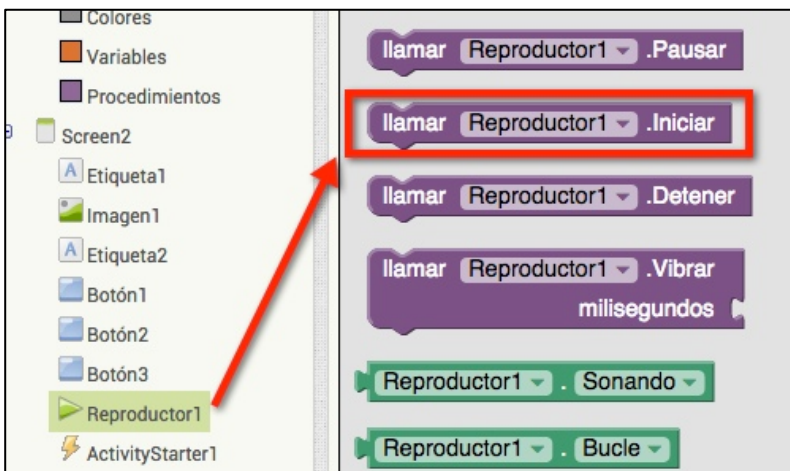 Colores
Variables
Procedimientos
Screen2
Etiqueta1
Imagen1
Etiqueta2
Botón1
Botón2
Botón3
Reproductor1
ActivityStarter1
llamar Reproductor1 .Pausar
llamar Reproductor1 .Iniciar
llamar Reproductor1 .Detener
llamar Reproductor1 .Vibrar
milisegundos
Reproductor1 . Sonando
Reproductor1 . Bucle